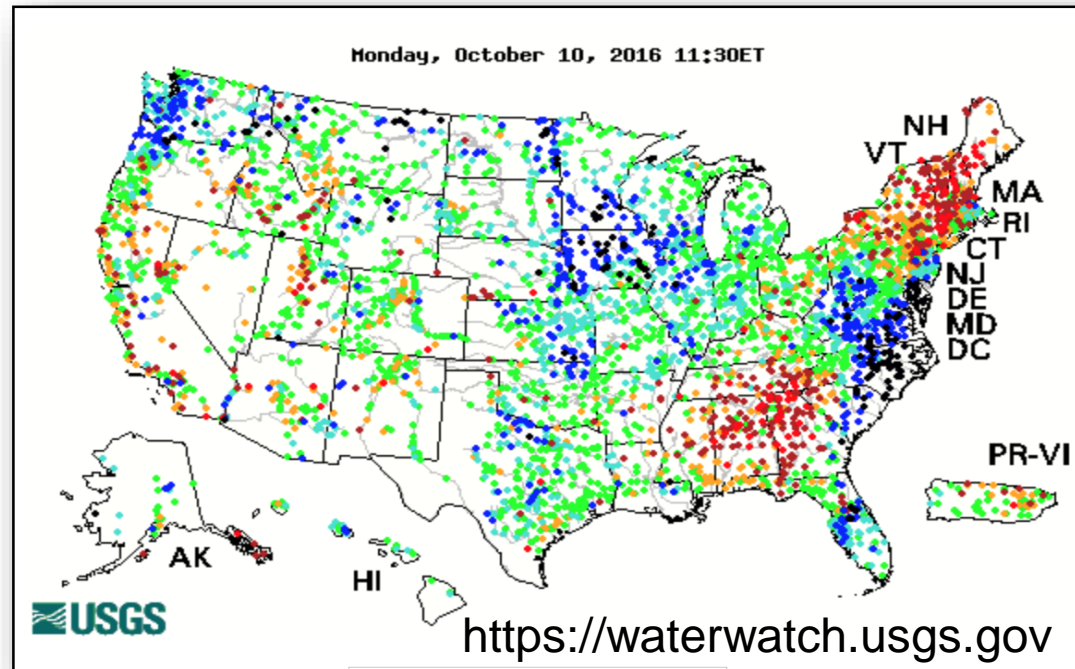 Monday, October 10, 2016 11:30ET
NH
VT
MA
RI
CT
NJ
DE
MD
DC
PR-VI
AK
HI
USGS
https://waterwatch.usgs.gov